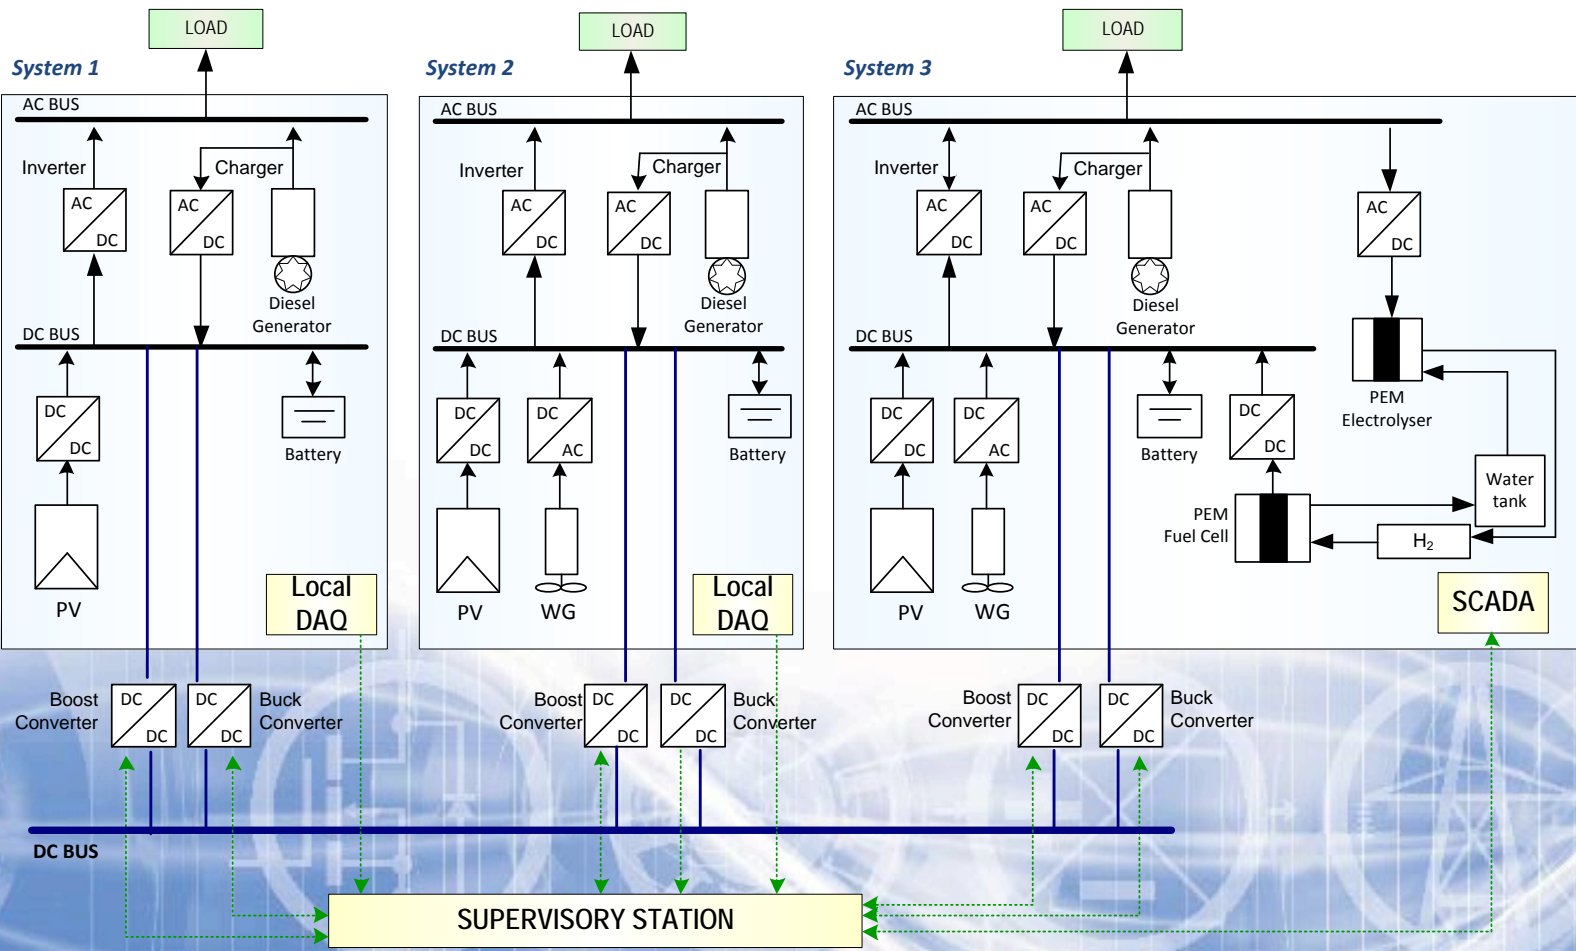 LOAD
LOAD
LOAD
System 1
System 2
System 3
AC BUS
Inverter
Charger
AC
DC
AC
DC
Diesel
Generator
DC BUS
DC
DC
Battery
PV
Local
DAQ
AC BUS
Inverter
Charger
AC
DC
AC
DC
Diesel
Generator
DC BUS
DC
DC
DC
AC
Battery
PV
WG
Local
DAQ
AC BUS
Inverter
Charger
AC
DC
AC
DC
AC
DC
Diesel
Generator
DC BUS
PEM
Electrolyser
DC
DC
DC
AC
Battery
DC
DC
Water
tank
PEM
Fuel Cell
H₂
PV
WG
SCADA
Boost
Converter
DC
DC
DC
DC
Buck
Converter
Boost
Converter
DC
DC
DC
DC
Buck
Converter
Boost
Converter
DC
DC
DC
DC
Buck
Converter
DC BUS
SUPERVISORY STATION